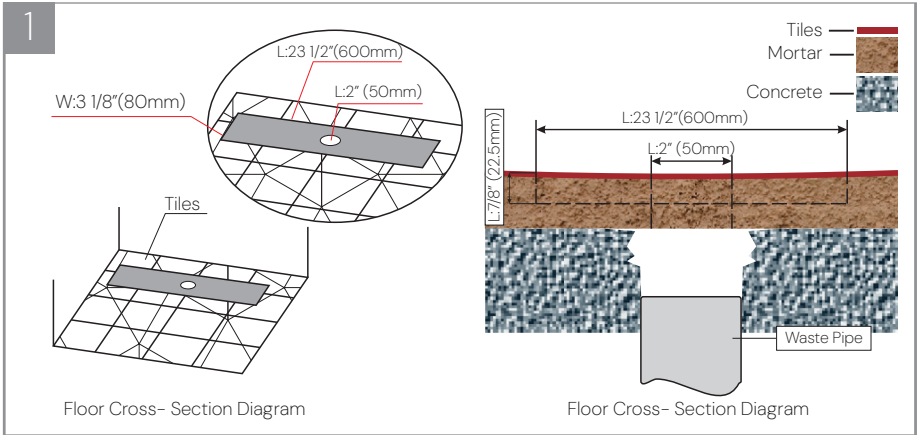 1
L:23 1/2”(600mm)
L:2” (50mm)
W:3 1/8”(80mm)
Tiles
Floor Cross- Section Diagram
Tiles
Mortar
Concrete
L:23 1/2”(600mm)
L:2” (50mm)
L:7/8” (22.5mm)
Waste Pipe
Floor Cross- Section Diagram